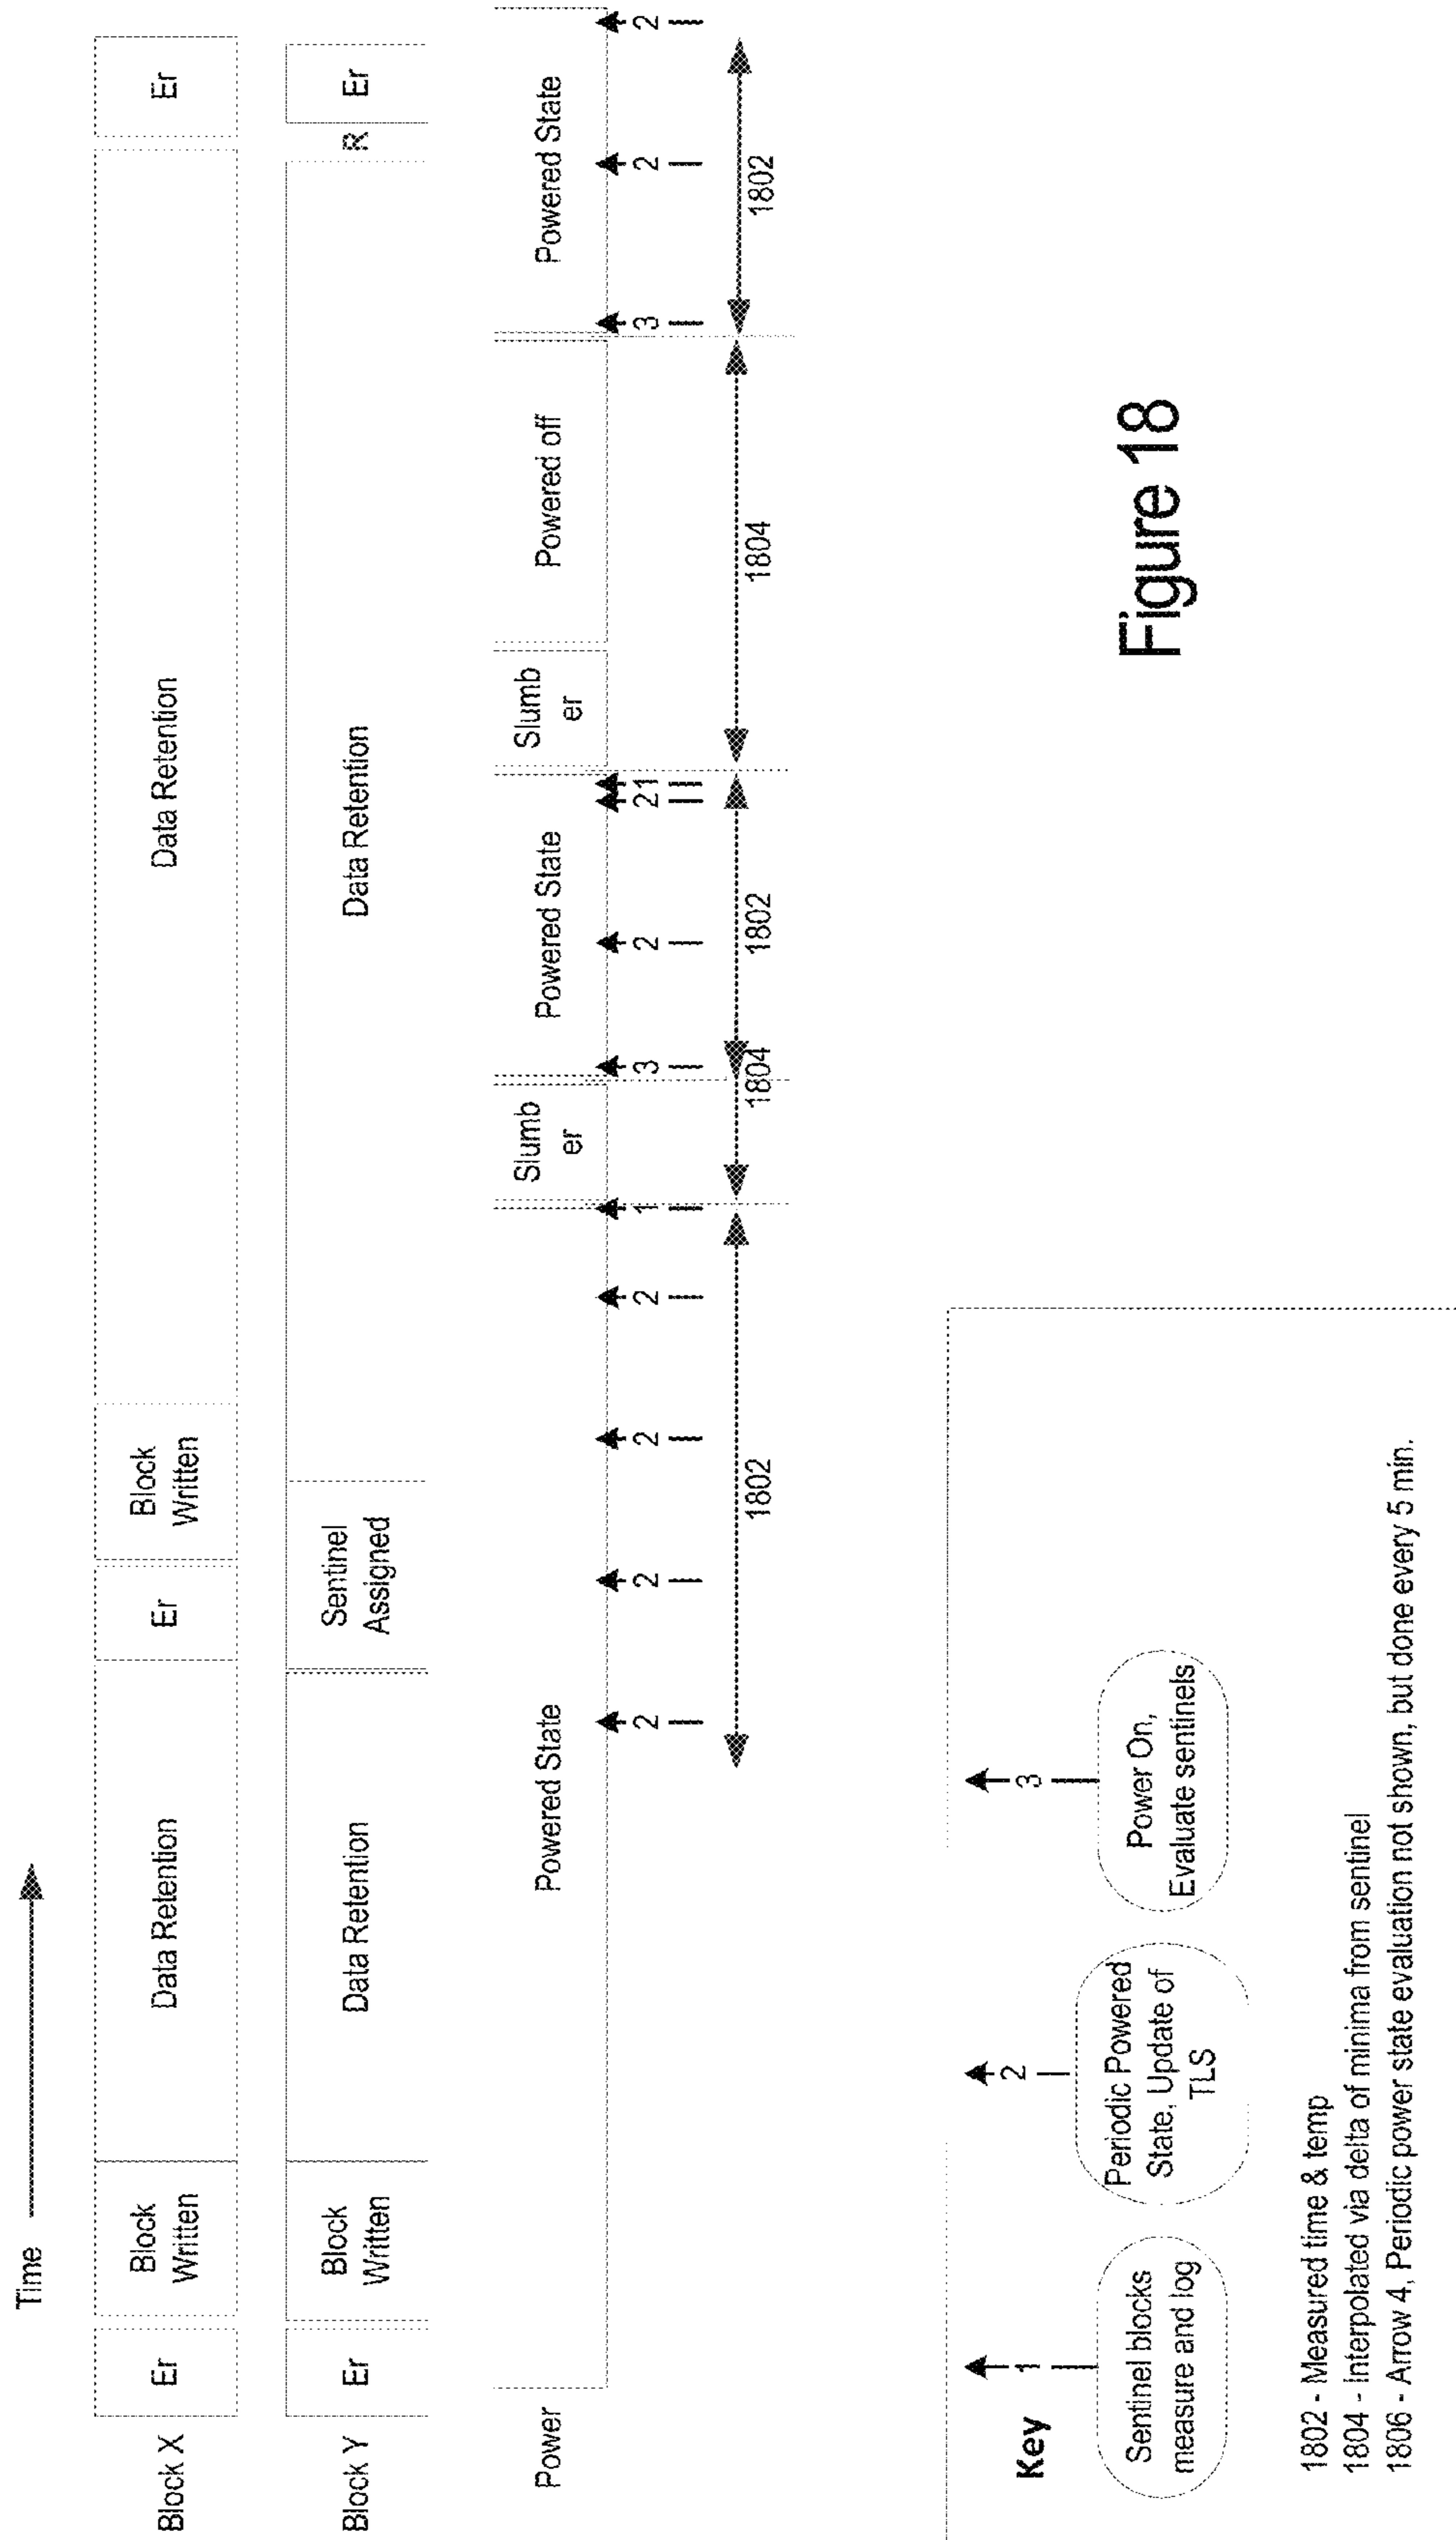 Time
Block X
Er
Block
Written
Data Retention
Er
Block
Written
Data Retention
Er
Block Y
Er
Block
Written
Data Retention
Sentinel
Assigned
Data Retention
R
Er
Power
Powered State
Slumb
er
Powered State
Slumb
er
Powered off
Powered State
2
2
2
2
1
3
2
2
1
3
2
2
1802
1804
1802
1804
1802
Key
1
2
3
Sentinel blocks
measure and log
Periodic Powered
State, Update of
TLS
Power On,
Evaluate sentinels
1802 - Measured time & temp
1804 - Interpolated via delta of minima from sentinel
1806 - Arrow 4, Periodic power state evaluation not shown, but done every 5 min.
Figure 18